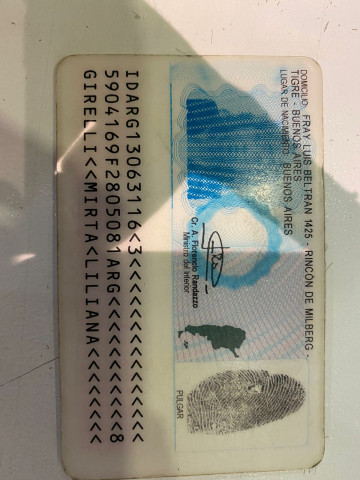 DOMICILIO: FRAY LUIS BELTRAN 1425 - RINCON DE MILBERG -
TIGRE - BUENOS AIRES
LUGAR DE NACIMIENTO: BUENOS AIRES
Cr. A. Florencio Randazzo
Ministro del Interior
PULGAR
IDARG13063116<3<<<<<<<<<<<<<<<
5904169F2805081ARG<<<<<<<<<<<8
GIRELLI<<MIRTA<LILIANA<<<<<<<<